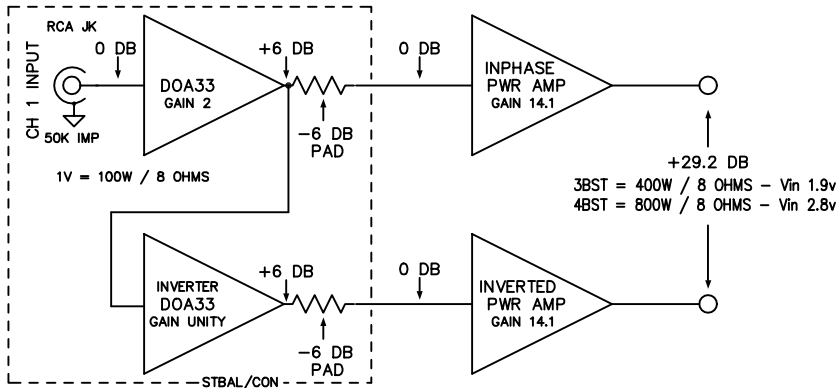 RCA JK
CH 1 INPUT
0 DB
+6 DB
0 DB
DOA33
GAIN 2
INPHASE
PWR AMP
GAIN 14.1
50K IMP
-6 DB
PAD
1V = 100W / 8 OHMS
+29.2 DB
3BST = 400W / 8 OHMS - Vin 1.9v
4BST = 800W / 8 OHMS - Vin 2.8v
+6 DB
0 DB
INVERTER
DOA33
GAIN UNITY
INVERTED
PWR AMP
GAIN 14.1
-6 DB
PAD
STBAL/CON